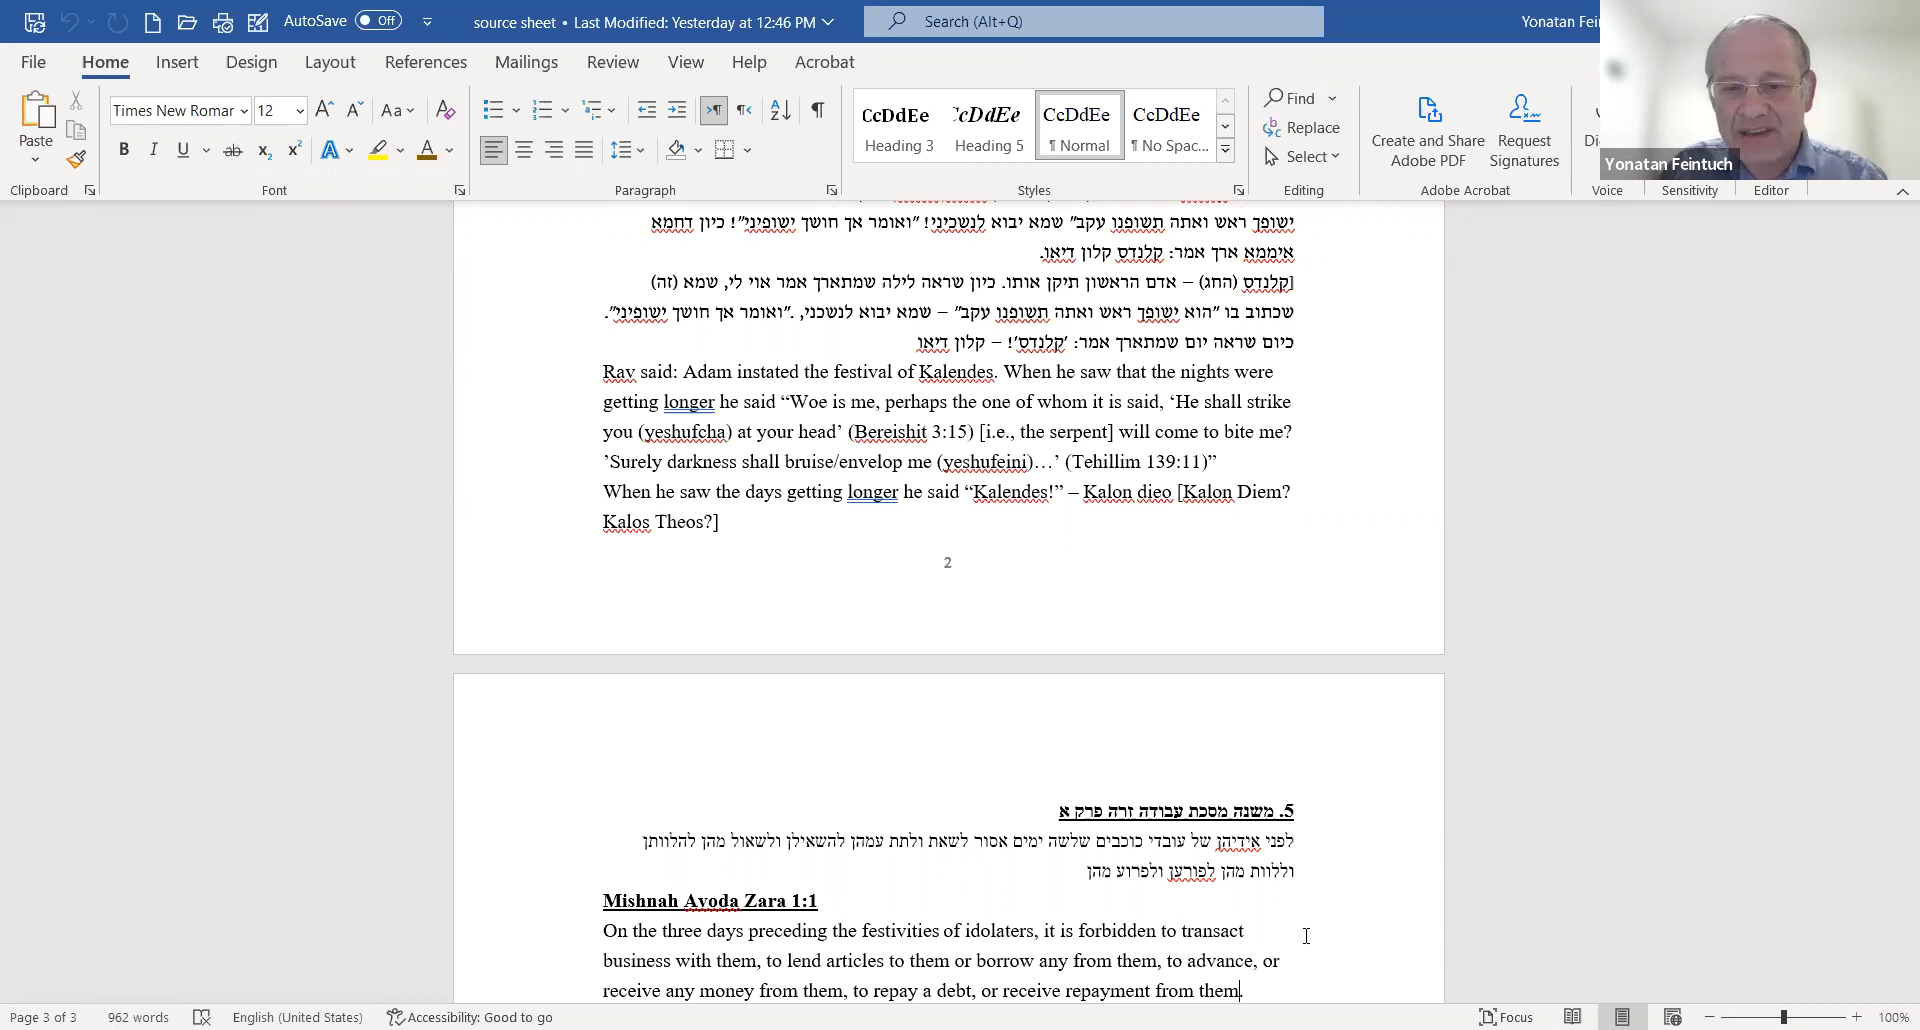 AutoSave Off source sheet • Last Modified: Yesterday at 12:46 PM Search (Alt+Q) Yonatan Fei
File Home Insert Design Layout References Mailings Review View Help Acrobat
Paste
Clipboard
Times New Romar 12 Aa
B I U ab x₂ x² A A
Font
Paragraph
CcDdEe
Heading 3
CcDdEe
Heading 5
CcDdEe
¶ Normal
CcDdEe
¶ No Spac...
Styles
Find
Replace
Select
Editing
Create and Share
Adobe PDF
Request
Signatures
Adobe Acrobat
Di
Voice
Sensitivity
Editor
Yonatan Feintuch
ישופך ראש ואתה תשופנו עקב" שמא יבוא לנשכיני! "ואומר אך חושך ישופיני"! כיון דחמא
איממא ארך אמר: קלנדס קלון דיאו.
[קלנדס (החג) – אדם הראשון תיקן אותו. כיון שראה לילה שמתארך אמר אוי לי, שמא (זה)
שכתוב בו "הוא ישופך ראש ואתה תשופנו עקב" – שמא יבוא לנשכני, ."ואומר אך חושך ישופיני".
כיום שראה יום שמתארך אמר: 'קלנדס'! – קלון דיאו
Rav said: Adam instated the festival of Kalendes. When he saw that the nights were
getting longer he said “Woe is me, perhaps the one of whom it is said, ‘He shall strike
you (yeshufcha) at your head’ (Bereishit 3:15) [i.e., the serpent] will come to bite me?
’Surely darkness shall bruise/envelop me (yeshufeini)…’ (Tehillim 139:11)”
When he saw the days getting longer he said “Kalendes!” – Kalon dieo [Kalon Diem?
Kalos Theos?]
2
5. משנה מסכת עבודה זרה פרק א
לפני אידיהן של עובדי כוכבים שלשה ימים אסור לשאת ולתת עמהן להשאילן ולשאול מהן להלוותן
וללוות מהן לפורען ולפרוע מהן
Mishnah Avoda Zara 1:1
On the three days preceding the festivities of idolaters, it is forbidden to transact
business with them, to lend articles to them or borrow any from them, to advance, or
receive any money from them, to repay a debt, or receive repayment from them.
Page 3 of 3 962 words English (United States) Accessibility: Good to go Focus 100%